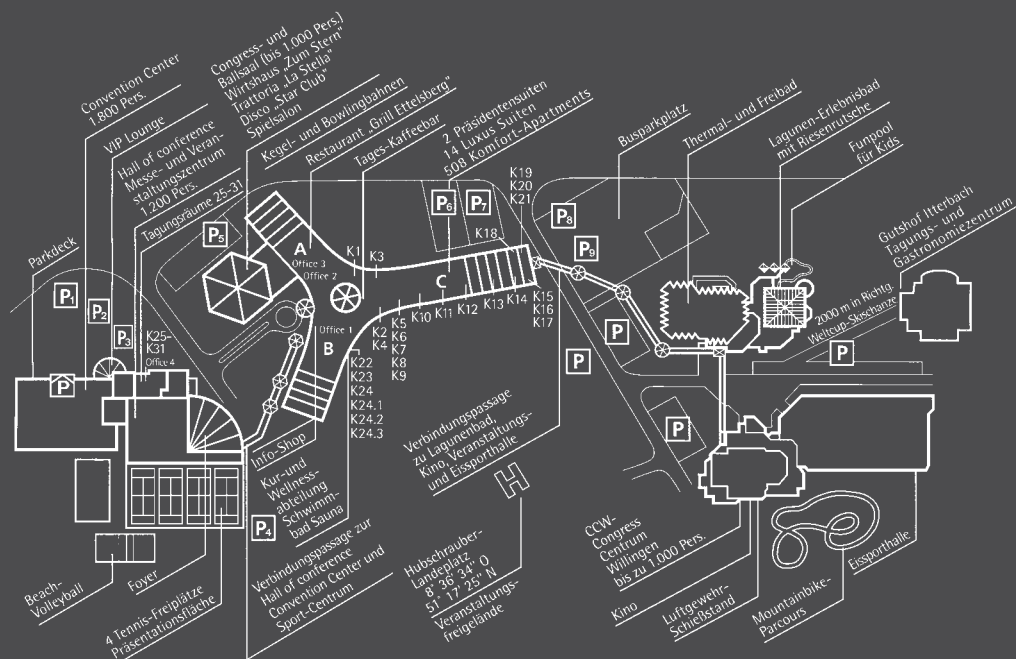 Convention Center
1.800 Pers.
VIP Lounge
Hall of conference
Messe- und Veran-
staltungszentrum
1.200 Pers.
Tagungsräume 25-31
Congress- und
Ballsaal (bis 1.000 Pers.)
Wirtshaus „Zum Stern“
Trattoria „La Stella“
Disco „Star Club“
Spielsalon
Kegel- und Bowlingbahnen
Restaurant „Grill Ettelsberg“
Tages-Kaffeebar
2 Präsidentensuiten
14 Luxus Suiten
508 Komfort-Apartments
K19
K20
K21
Busparkplatz
Thermal- und Freibad
Lagunen-Erlebnisbad
mit Riesenrutsche
Funpool
für Kids
Gutshof Itterbach
Tagungs- und
Gastronomiezentrum
Parkdeck
P1
P2
P3
P5
P6
P7
P8
P9
K18
A
Office 3
Office 2
K1
K3
C
K13
K14
K15
K16
K17
K10
K11
K12
2000 m in Richtg.
Weltcup-Skischanze
P
K25-
K31
Office 4
P
Office 1
B
K2
K4
K5
K6
K7
K8
K9
K22
K23
K24
K24.1
K24.2
K24.3
P
P
P
Info-Shop
Kur- und
Wellness-
abteilung
Schwimm-
bad Sauna
P4
Verbindungspassage
zu Lagunenbad,
Kino, Veranstaltungs-
und Eissporthalle
H
Beach-
Volleyball
Foyer
4 Tennis-Freiplätze
Präsentationsfläche
Verbindungspassage zur
Hall of conference
Convention Center und
Sport-Centrum
Hubschrauber-
Landeplatz
8° 36' 34" O
51° 17' 25" N
Veranstaltungs-
freigelände
CCW-
Congress
Centrum
Willingen
bis zu 1.000 Pers.
Kino
Luftgewehr-
Schießstand
Mountainbike-
Parcours
Eissporthalle